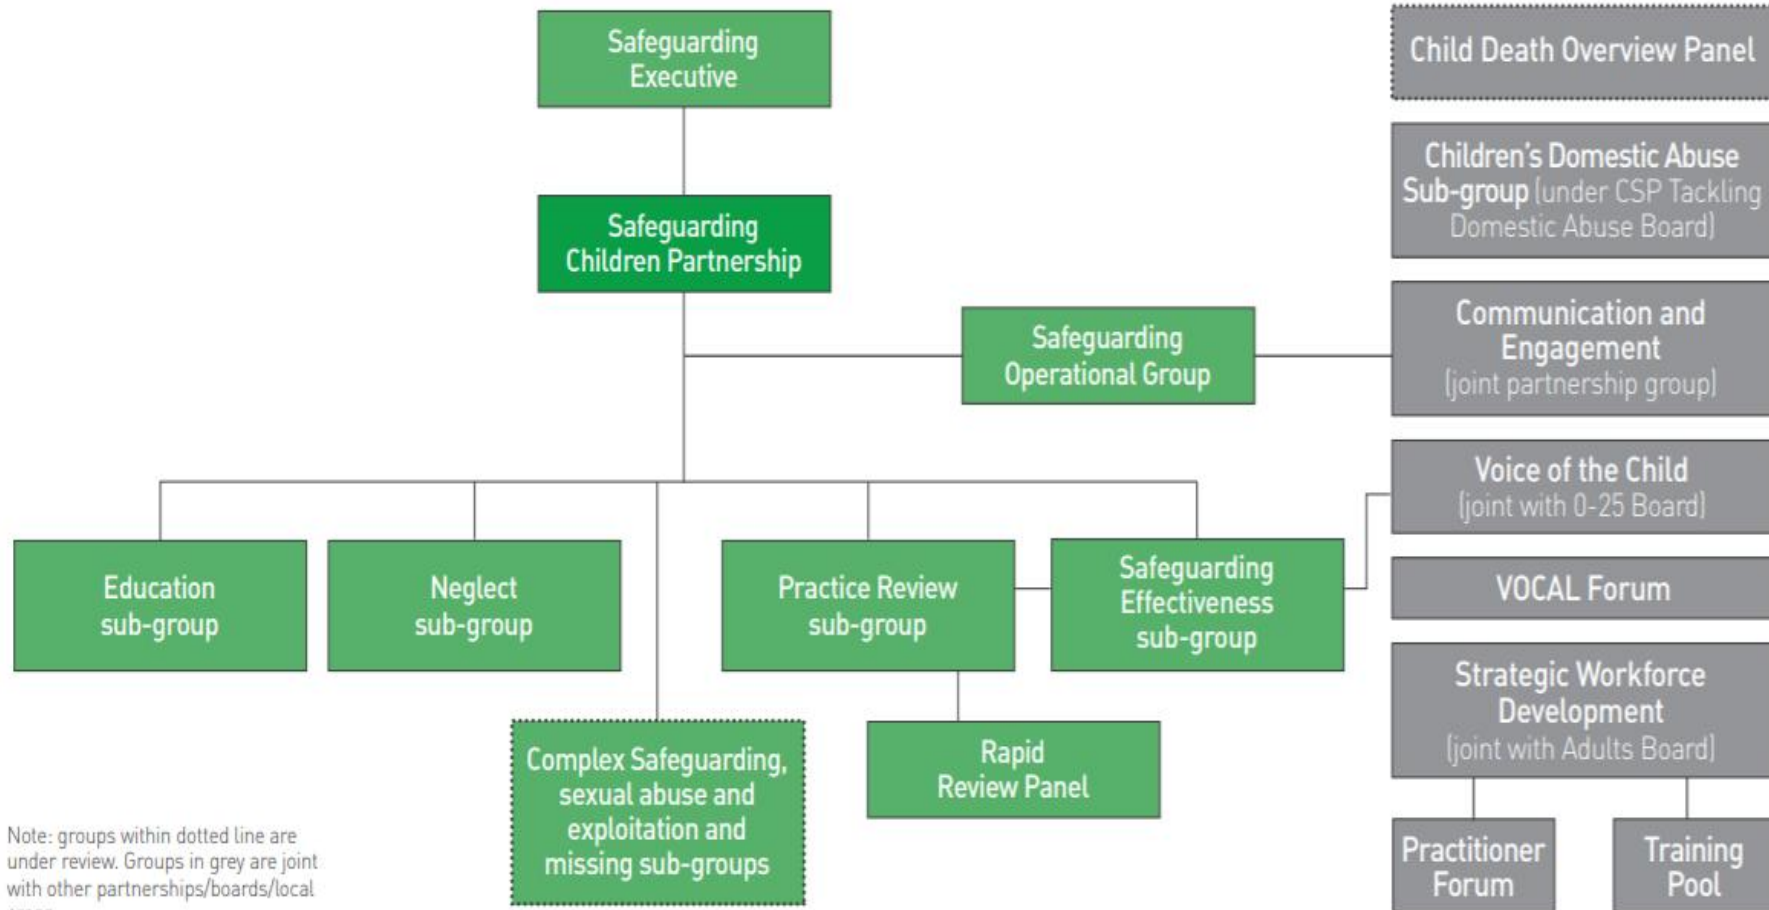 Safeguarding
Executive
Safeguarding
Children Partnership
Safeguarding
Operational Group
Education
sub-group
Neglect
sub-group
Practice Review
sub-group
Safeguarding
Effectiveness
sub-group
Complex Safeguarding,
sexual abuse and
exploitation and
missing sub-groups
Rapid
Review Panel
Child Death Overview Panel
Children's Domestic Abuse
Sub-group (under CSP Tackling
Domestic Abuse Board)
Communication and
Engagement
(joint partnership group)
Voice of the Child
(joint with 0-25 Board)
VOCAL Forum
Strategic Workforce
Development
(joint with Adults Board)
Practitioner
Forum
Training
Pool
Note: groups within dotted line are
under review. Groups in grey are joint
with other partnerships/boards/local